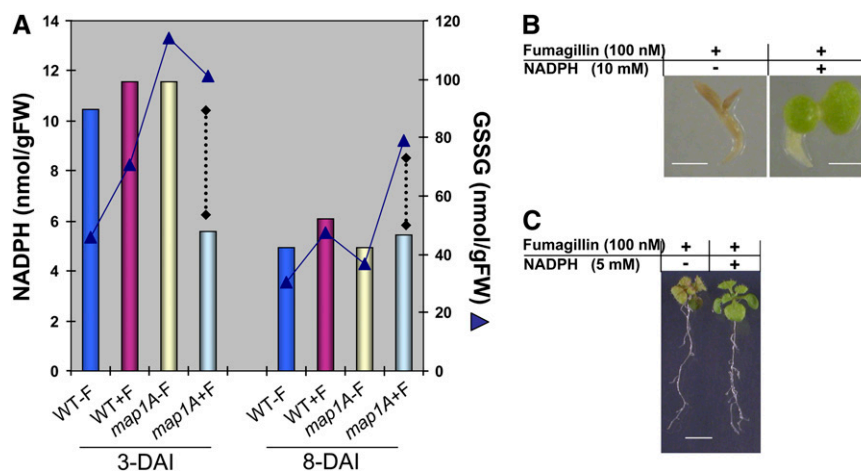 A
NADPH (nmol/gFW)
14
12
10
8
6
4
2
0
120
100
80
60
40
20
0
GSSG (nmol/gFW)
WT-F
WT+F
map1A-F
map1A+F
WT-F
WT+F
map1A-F
map1A+F
3-DAI
8-DAI
B
Fumagillin (100 nM) + +
NADPH (10 mM) - +
C
Fumagillin (100 nM) + +
NADPH (5 mM) - +